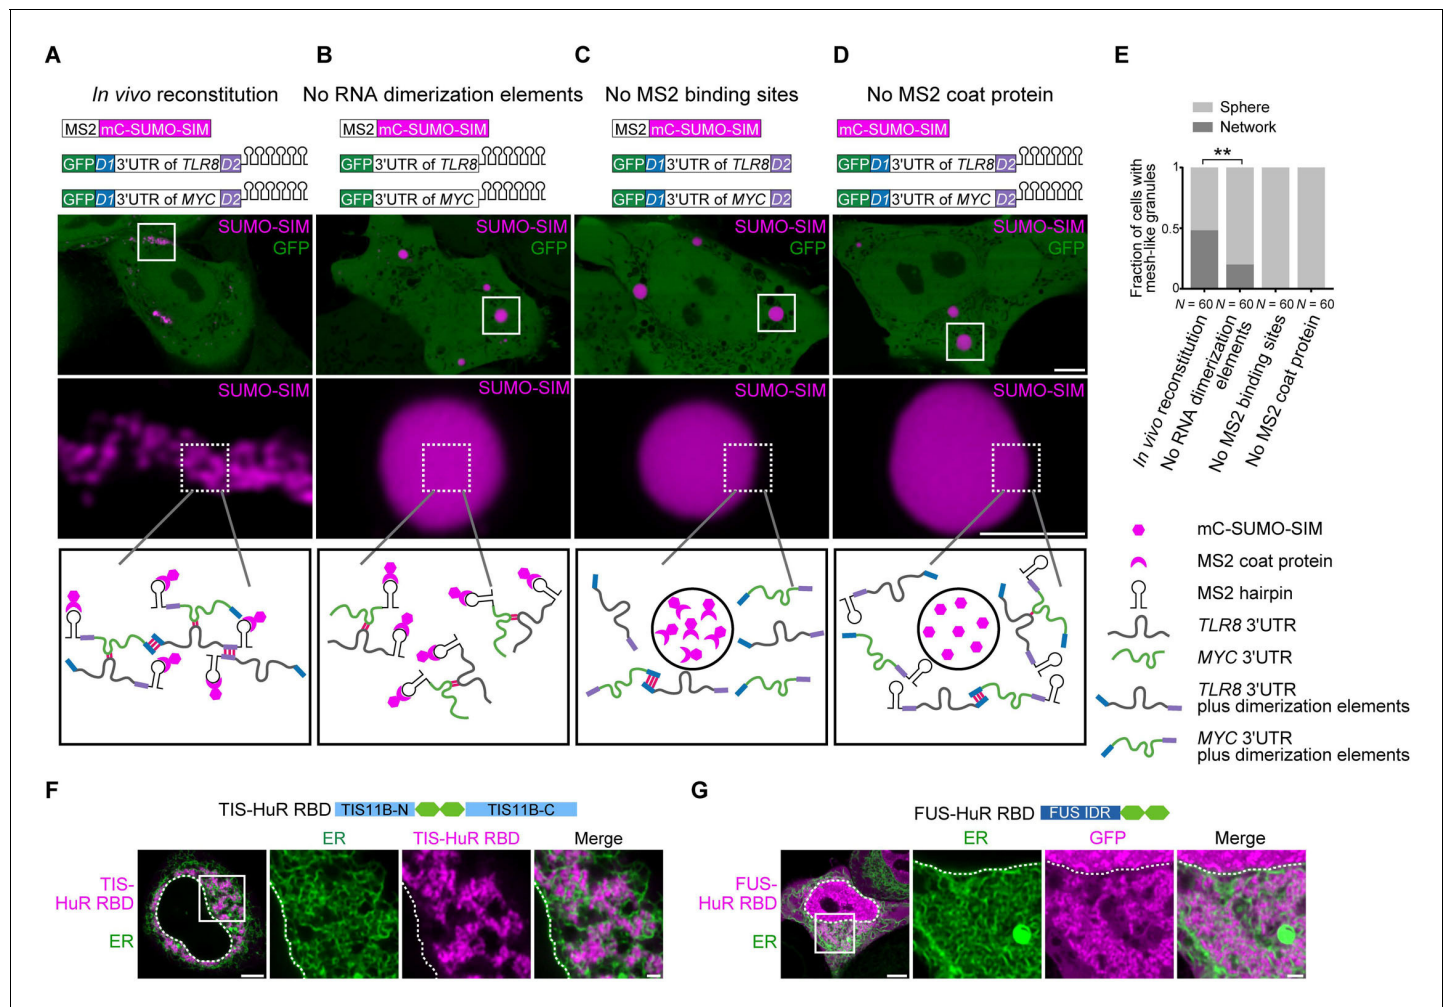 A
In vivo reconstitution
MS2 mC-SUMO-SIM
GFP D1 3'UTR of TLR8 D2
GFP D1 3'UTR of MYC D2
SUMO-SIM
GFP
SUMO-SIM
B
No RNA dimerization elements
MS2 mC-SUMO-SIM
GFP 3'UTR of TLR8
GFP 3'UTR of MYC
SUMO-SIM
GFP
SUMO-SIM
C
No MS2 binding sites
MS2 mC-SUMO-SIM
GFP D1 3'UTR of TLR8 D2
GFP D1 3'UTR of MYC D2
SUMO-SIM
GFP
SUMO-SIM
D
No MS2 coat protein
mC-SUMO-SIM
GFP D1 3'UTR of TLR8 D2
GFP D1 3'UTR of MYC D2
SUMO-SIM
GFP
SUMO-SIM
E
Sphere
Network
**
Fraction of cells with
mesh-like granules
1
0.5
0
N = 60 N = 60 N = 60 N = 60
In vivo reconstitution
No RNA dimerization
elements
No MS2 binding sites
No MS2 coat protein
mC-SUMO-SIM
MS2 coat protein
MS2 hairpin
TLR8 3'UTR
MYC 3'UTR
TLR8 3'UTR
plus dimerization elements
MYC 3'UTR
plus dimerization elements
F
TIS-HuR RBD TIS11B-N TIS11B-C
ER TIS-HuR RBD Merge
TIS-
HuR RBD
ER
G
FUS-HuR RBD FUS IDR
ER GFP Merge
FUS-
HuR RBD
ER